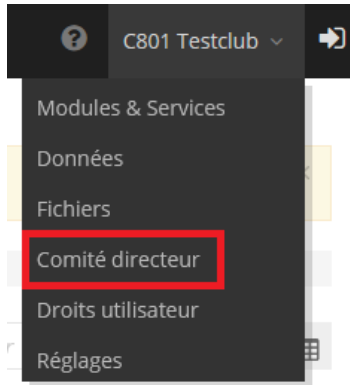 C801 Testclub
Modules & Services
Données
Fichiers
Comité directeur
Droits utilisateur
Réglages